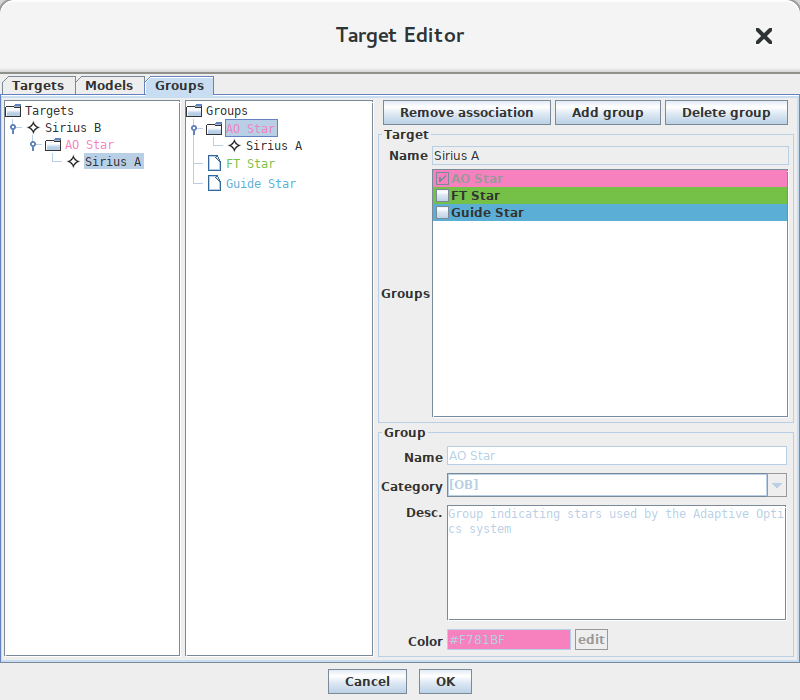 Target Editor
Targets Models Groups
Targets
Sirius B
AO Star
Sirius A
Groups
AO Star
Sirius A
FT Star
Guide Star
Remove association Add group Delete group
Target
Name Sirius A
AO Star
FT Star
Guide Star
Groups
Group
Name AO Star
Category [OB]
Desc. Group indicating stars used by the Adaptive Opti
cs system
Color #F781BF edit
Cancel OK